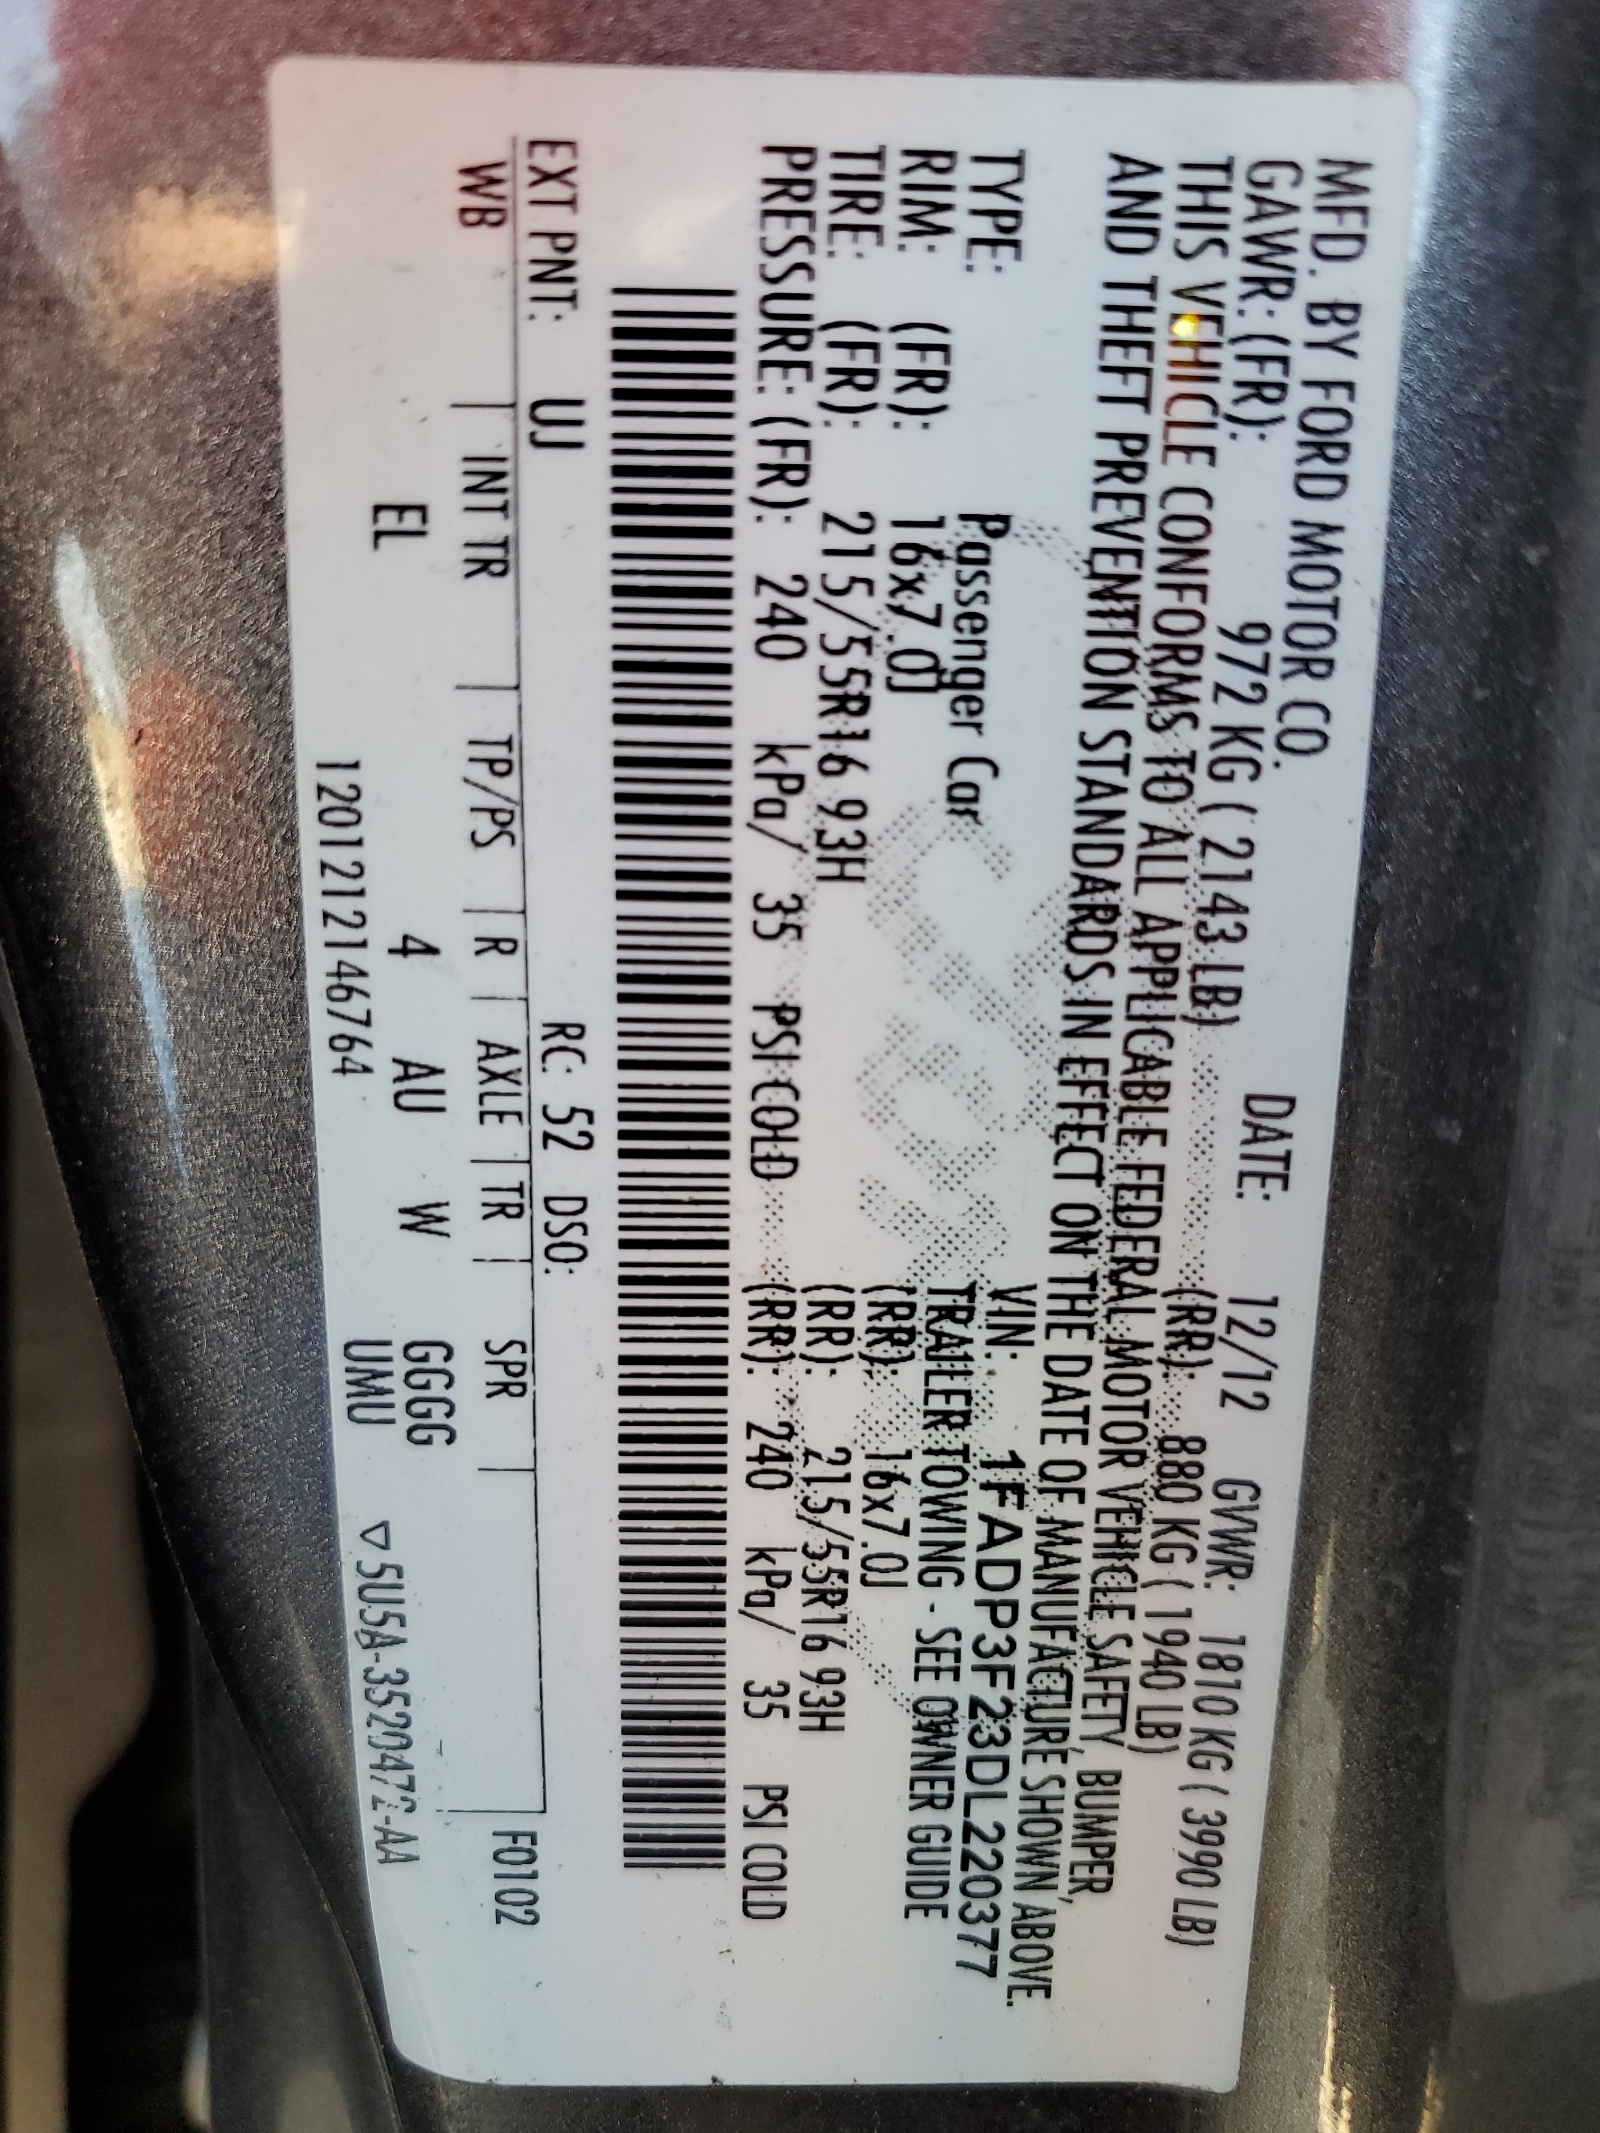 MFD. BY FORD MOTOR CO. DATE: 12/12 GVWR: 1810 KG ( 3990 LB)
GAWR: (FR): 972 KG ( 2143 LB) (RR): 880 KG ( 1940 LB)
THIS VEHICLE CONFORMS TO ALL APPLICABLE FEDERAL MOTOR VEHICLE SAFETY, BUMPER,
AND THEFT PREVENTION STANDARDS IN EFFECT ON THE DATE OF MANUFACTURE SHOWN ABOVE.
VIN: 1FADP3F23DL220377
TYPE: Passenger Car TRAILER TOWING - SEE OWNER GUIDE
RIM: (FR): 16x7.0J (RR): 16x7.0J
TIRE: (FR): 215/55R16 93H (RR): 215/55R16 93H
PRESSURE: (FR): 240 kPa/ 35 PSI COLD (RR): 240 kPa/ 35 PSI COLD
EXT PNT: UJ RC: 52 DSO: F0102
WB | INT TR | TP/PS | R | AXLE | TR | SPR
EL 4 AU W GGGG
UMU ▽5U5A-3520472-AA
1201212146764